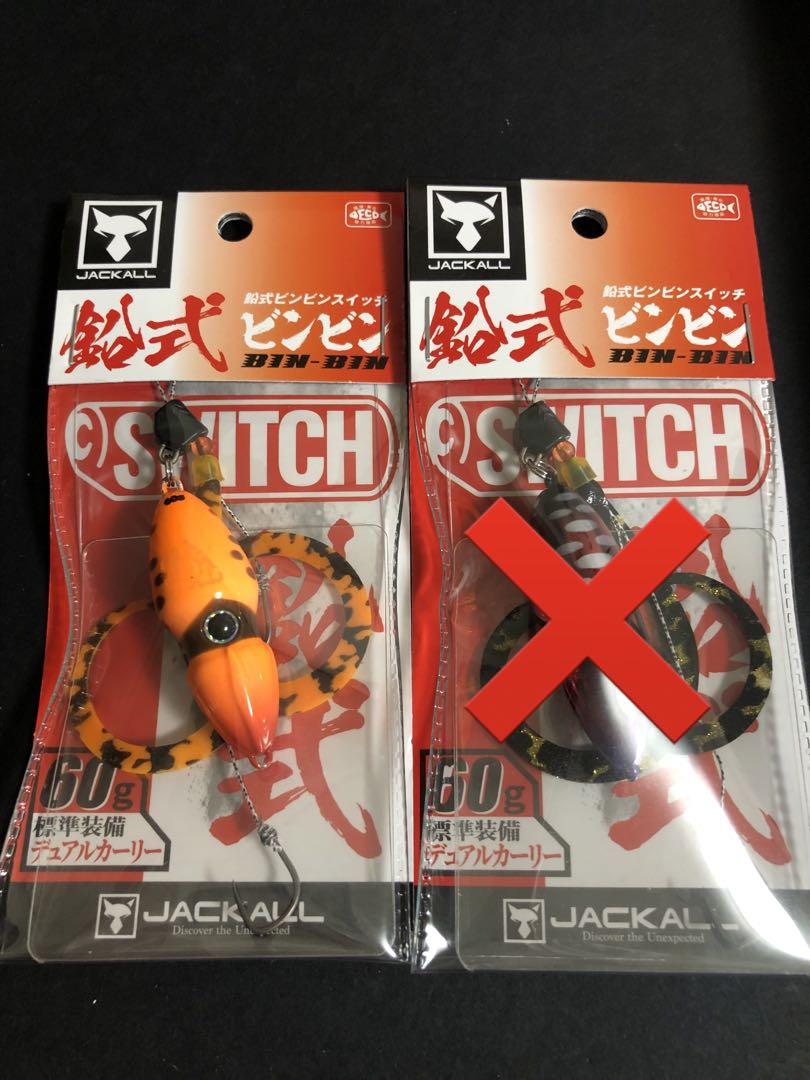 JACKALL
ECO
鉛式ビンビンスイッチ
鉛式
ビンビン
BIN-BIN
SWITCH
60g
標準装備
デュアルカーリー
JACKALL
Discover the Unexpected
JACKALL
ECO
鉛式ビンビンスイッチ
鉛式
ビンビン
BIN-BIN
SWITCH
60g
標準装備
デュアルカーリー
JACKALL
Discover the Unexpected